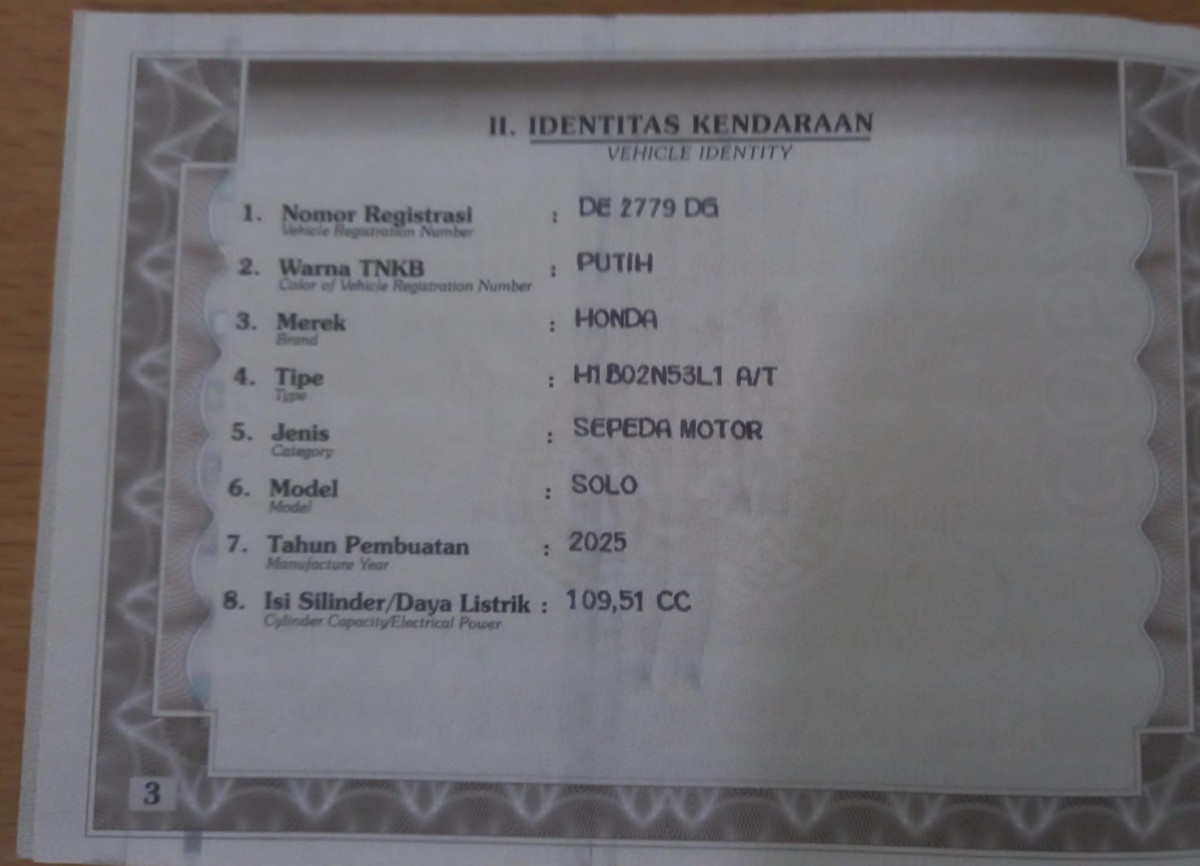 II. IDENTITAS KENDARAAN
VEHICLE IDENTITY
1. Nomor Registrasi : DE 2779 DG
Vehicle Registration Number
2. Warna TNKB : PUTIH
Color of Vehicle Registration Number
3. Merek : HONDA
Brand
4. Tipe : H1B02N53L1 A/T
Type
5. Jenis : SEPEDA MOTOR
Category
6. Model : SOLO
Model
7. Tahun Pembuatan : 2025
Manufacture Year
8. Isi Silinder/Daya Listrik : 109,51 CC
Cylinder Capacity/Electrical Power
3